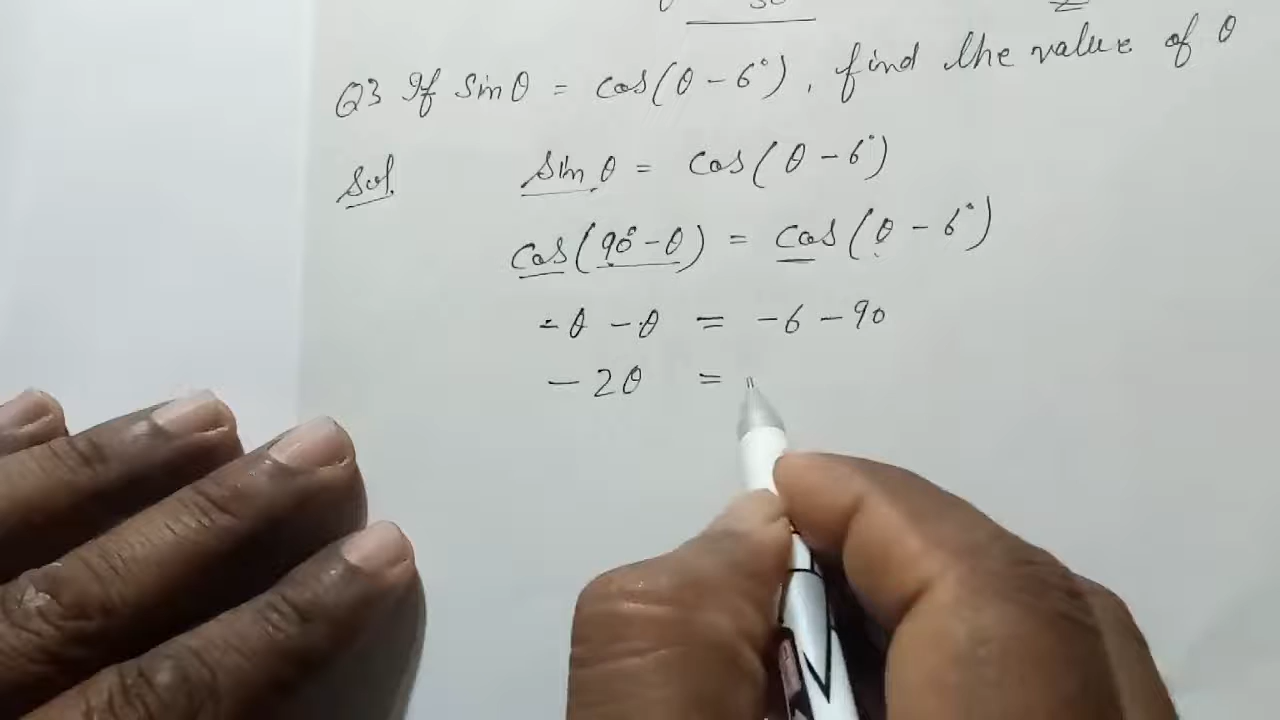 Q3 If sinθ = cos(θ - 6°), find the value of θ
Sol. sin θ = cos(θ - 6°)
cos(90° - θ) = cos(θ - 6°)
- θ - θ = -6 - 90
- 2θ =